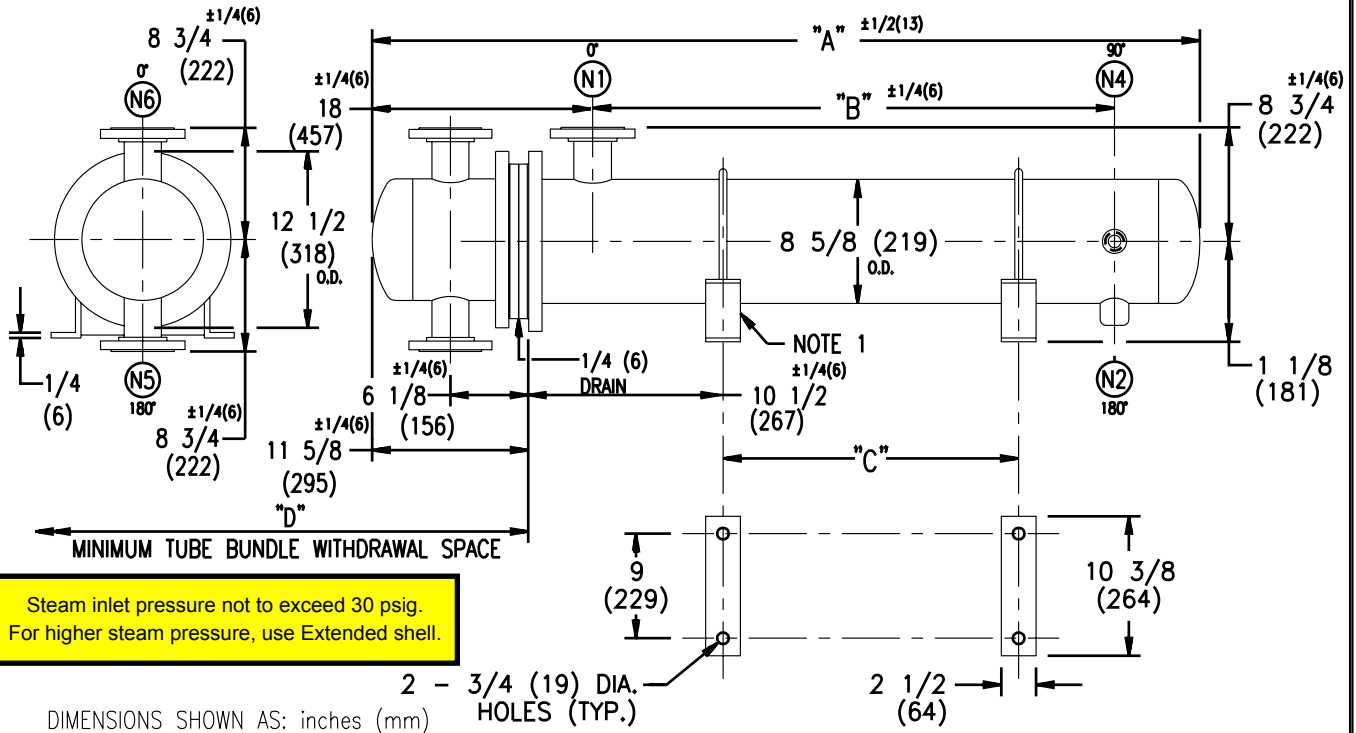 ±1/4(6)
8 3/4
(222)
0°
N6
12 1/2
(318)
O.D.
1/4
(6)
N5
180°
±1/4(6)
8 3/4
(222)
"A" ±1/2(13)
0°
N1
90°
N4
±1/4(6)
18
(457)
"B" ±1/4(6)
±1/4(6)
8 3/4
(222)
8 5/8 (219)
O.D.
NOTE 1
1/4 (6)
DRAIN
±1/4(6)
6 1/8
(156)
±1/4(6)
10 1/2
(267)
N2
180°
1 1/8
(181)
±1/4(6)
11 5/8
(295)
"C"
"D"
MINIMUM TUBE BUNDLE WITHDRAWAL SPACE
9
(229)
10 3/8
(264)
Steam inlet pressure not to exceed 30 psig.
For higher steam pressure, use Extended shell.
2 - 3/4 (19) DIA.
HOLES (TYP.)
2 1/2
(64)
DIMENSIONS SHOWN AS: inches (mm)